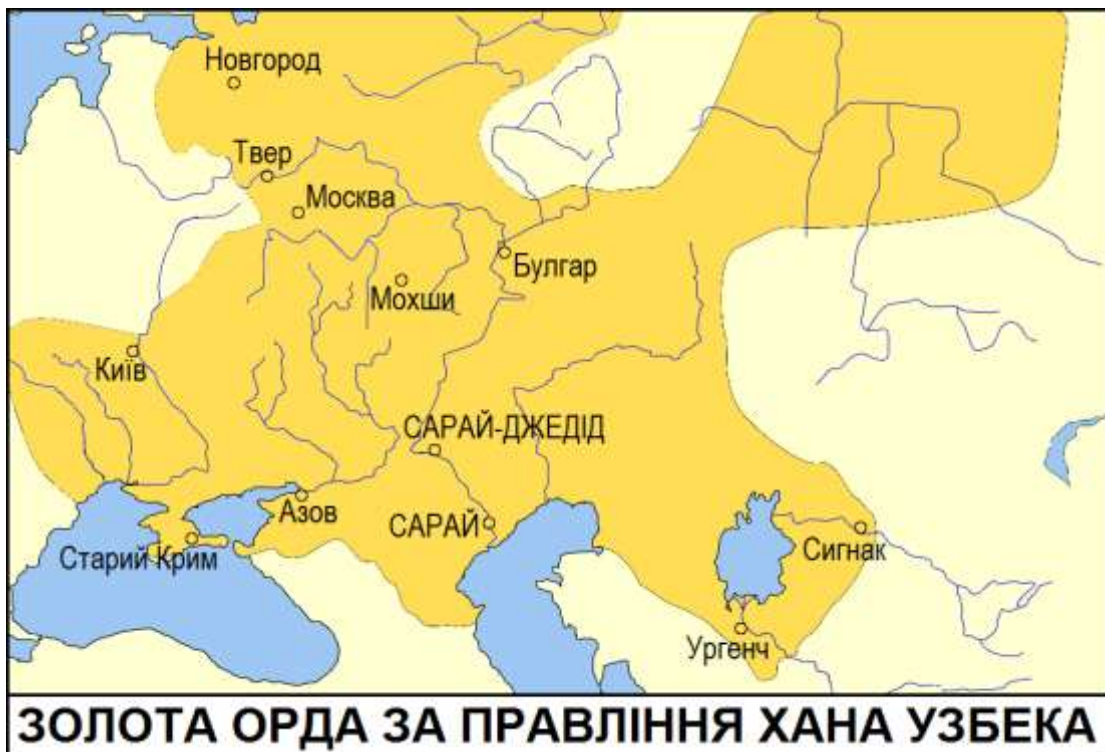 Новгород
Твер
Москва
Булгар
Мохши
Київ
САРАЙ-ДЖЕДІД
Азов
САРАЙ
Старий Крим
Сигнак
Ургенч
ЗОЛОТА ОРДА ЗА ПРАВЛІННЯ ХАНА УЗБЕКА